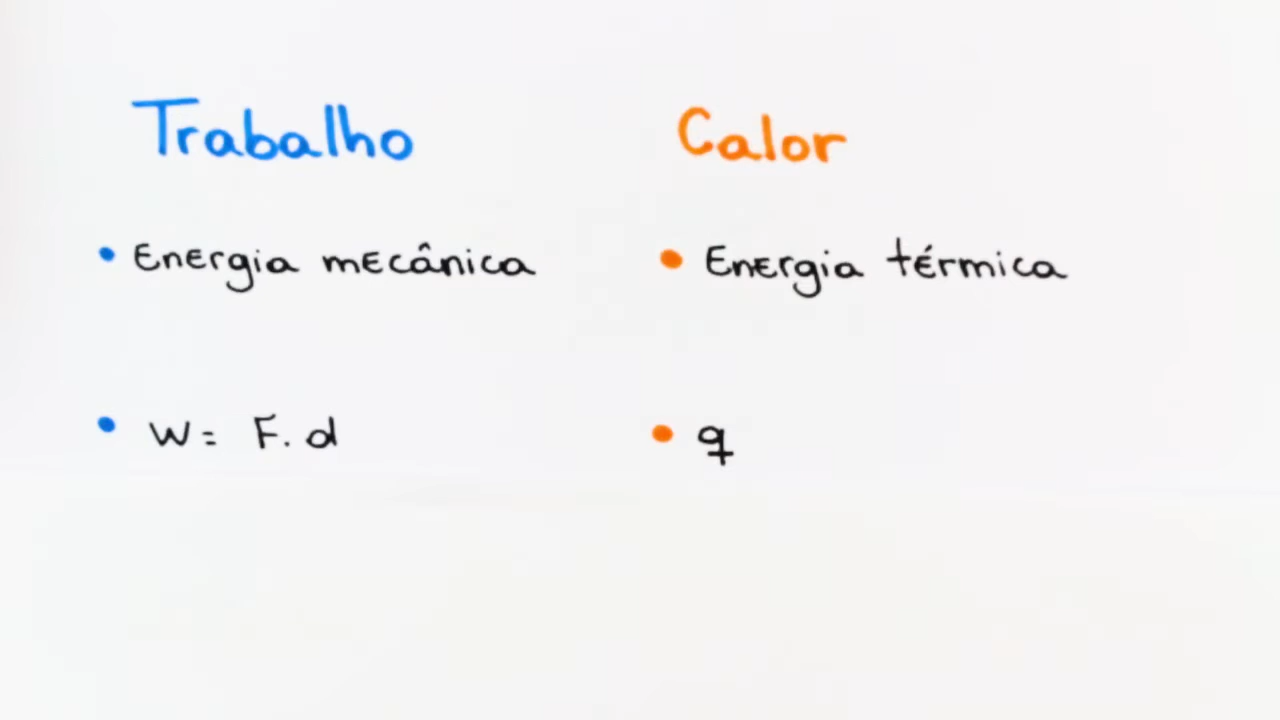 Trabalho
Calor
• Energia mecânica
• Energia térmica
• W= F. d
• q